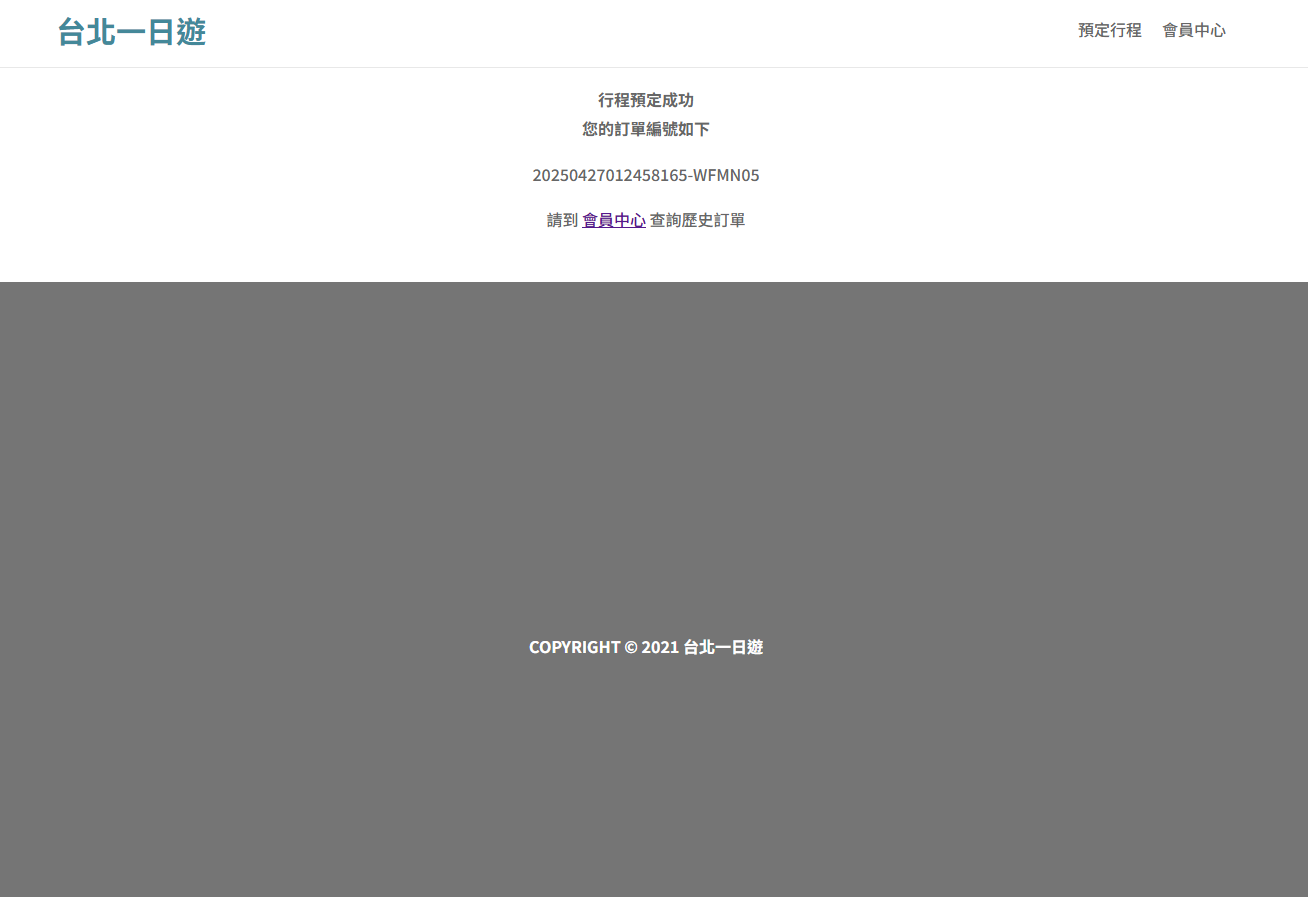 台北一日遊
預定行程 會員中心
行程預定成功
您的訂單編號如下
20250427012458165-WFMN05
請到 會員中心 查詢歷史訂單
COPYRIGHT © 2021 台北一日遊